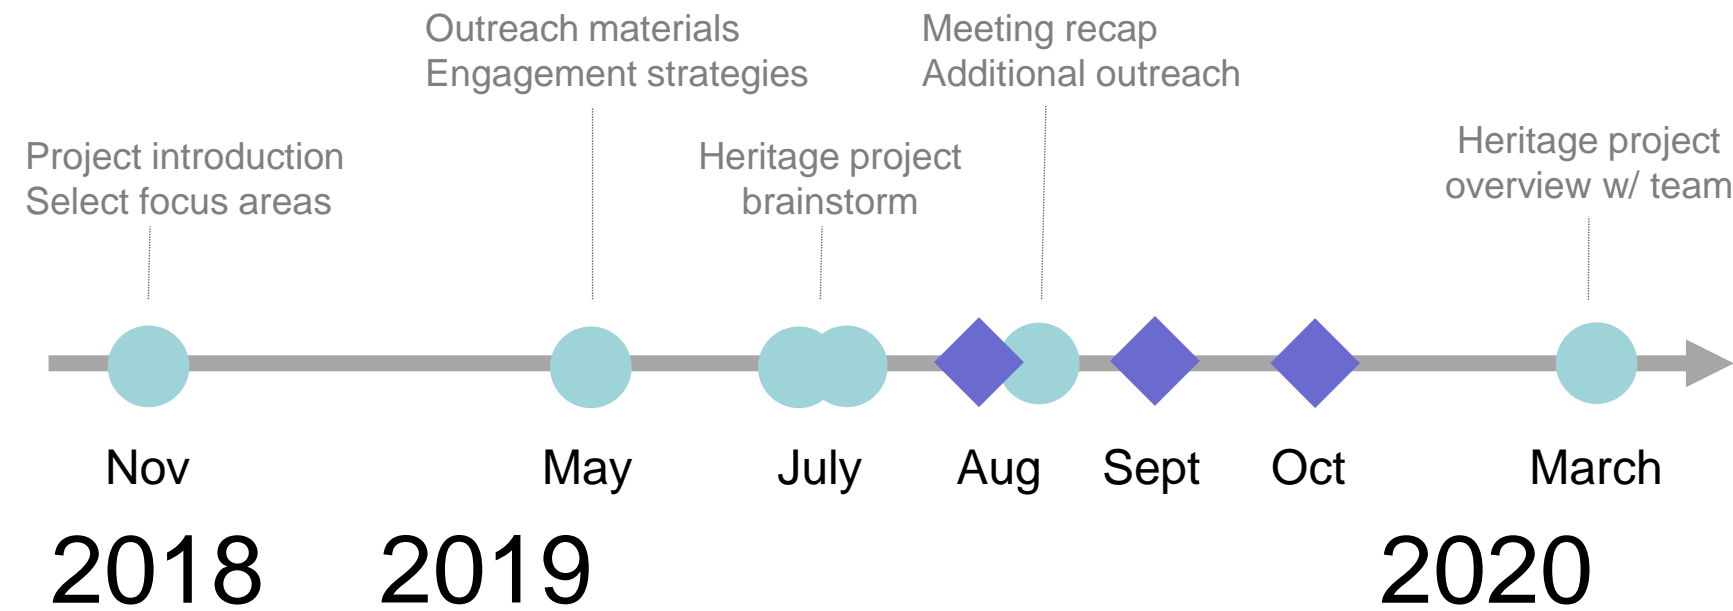 Outreach materials
Engagement strategies
Meeting recap
Additional outreach
Project introduction
Select focus areas
Heritage project
brainstorm
Heritage project
overview w/ team
Nov
May
July
Aug
Sept
Oct
March
2018
2019
2020